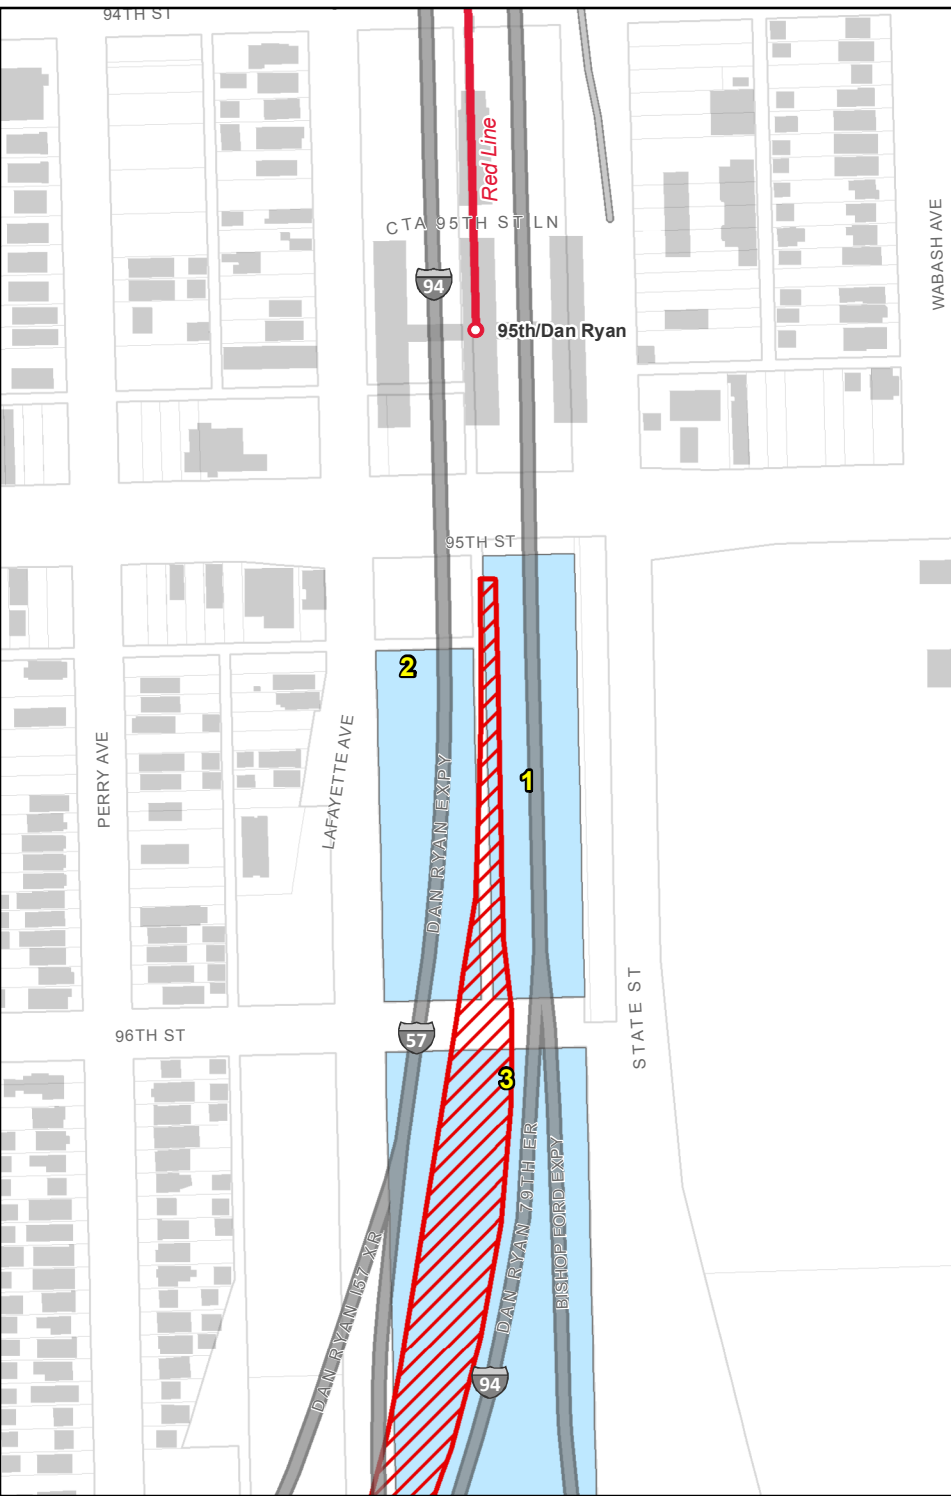 94TH ST
Red Line
CTA 95TH ST LN
WABASH AVE
94
95th/Dan Ryan
95TH ST
2
1
PERRY AVE
LAFAYETTE AVE
DAN RYAN EXPY
STATE ST
96TH ST
57
3
DAN RYAN 79TH ER
BISHOP FORD EXPY
DAN RYAN I57 XR
94